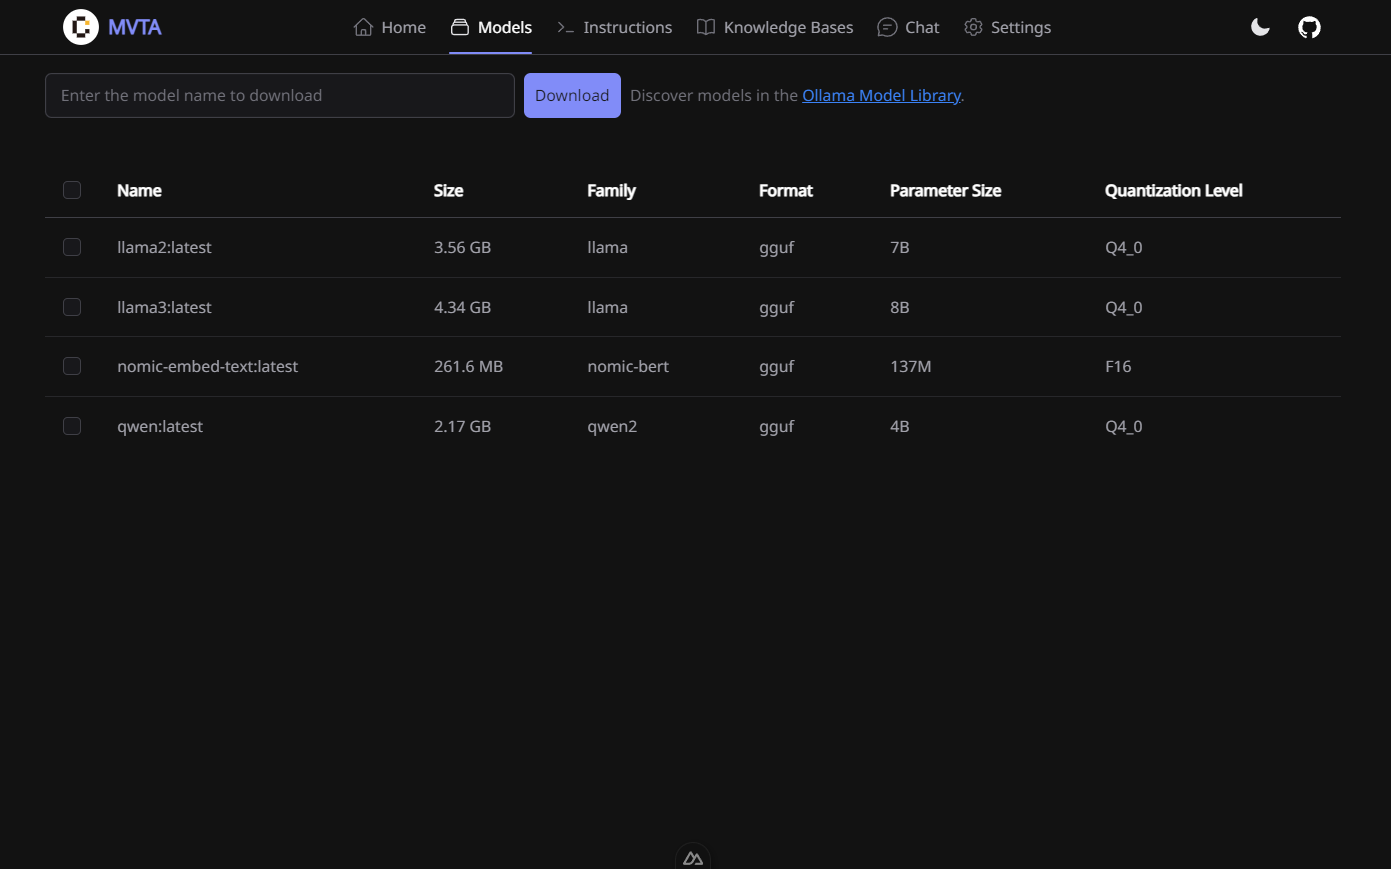 MVTA Home Models Instructions Knowledge Bases Chat Settings
Enter the model name to download Download Discover models in the Ollama Model Library.
Name Size Family Format Parameter Size Quantization Level
llama2:latest 3.56 GB llama gguf 7B Q4_0
llama3:latest 4.34 GB llama gguf 8B Q4_0
nomic-embed-text:latest 261.6 MB nomic-bert gguf 137M F16
qwen:latest 2.17 GB qwen2 gguf 4B Q4_0